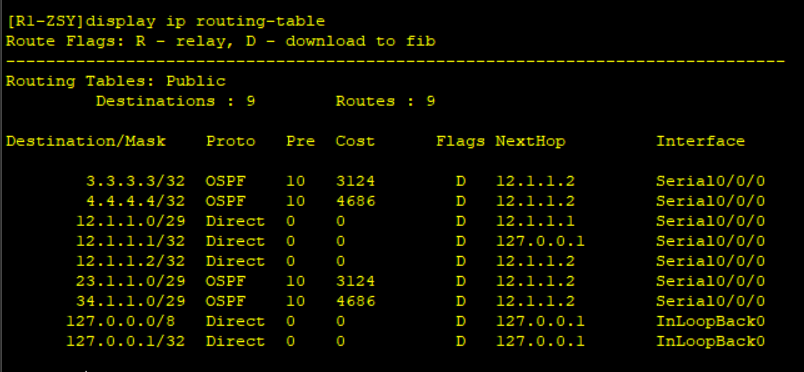 [R1-ZSY]display ip routing-table
Route Flags: R - relay, D - download to fib
------------------------------------------------------------------------------
Routing Tables: Public
         Destinations : 9        Routes : 9

Destination/Mask    Proto   Pre  Cost      Flags NextHop         Interface

        3.3.3.3/32  OSPF    10   3124        D   12.1.1.2        Serial0/0/0
        4.4.4.4/32  OSPF    10   4686        D   12.1.1.2        Serial0/0/0
       12.1.1.0/29  Direct  0    0           D   12.1.1.1        Serial0/0/0
       12.1.1.1/32  Direct  0    0           D   127.0.0.1       Serial0/0/0
       12.1.1.2/32  Direct  0    0           D   12.1.1.2        Serial0/0/0
       23.1.1.0/29  OSPF    10   3124        D   12.1.1.2        Serial0/0/0
       34.1.1.0/29  OSPF    10   4686        D   12.1.1.2        Serial0/0/0
      127.0.0.0/8   Direct  0    0           D   127.0.0.1       InLoopBack0
      127.0.0.1/32  Direct  0    0           D   127.0.0.1       InLoopBack0